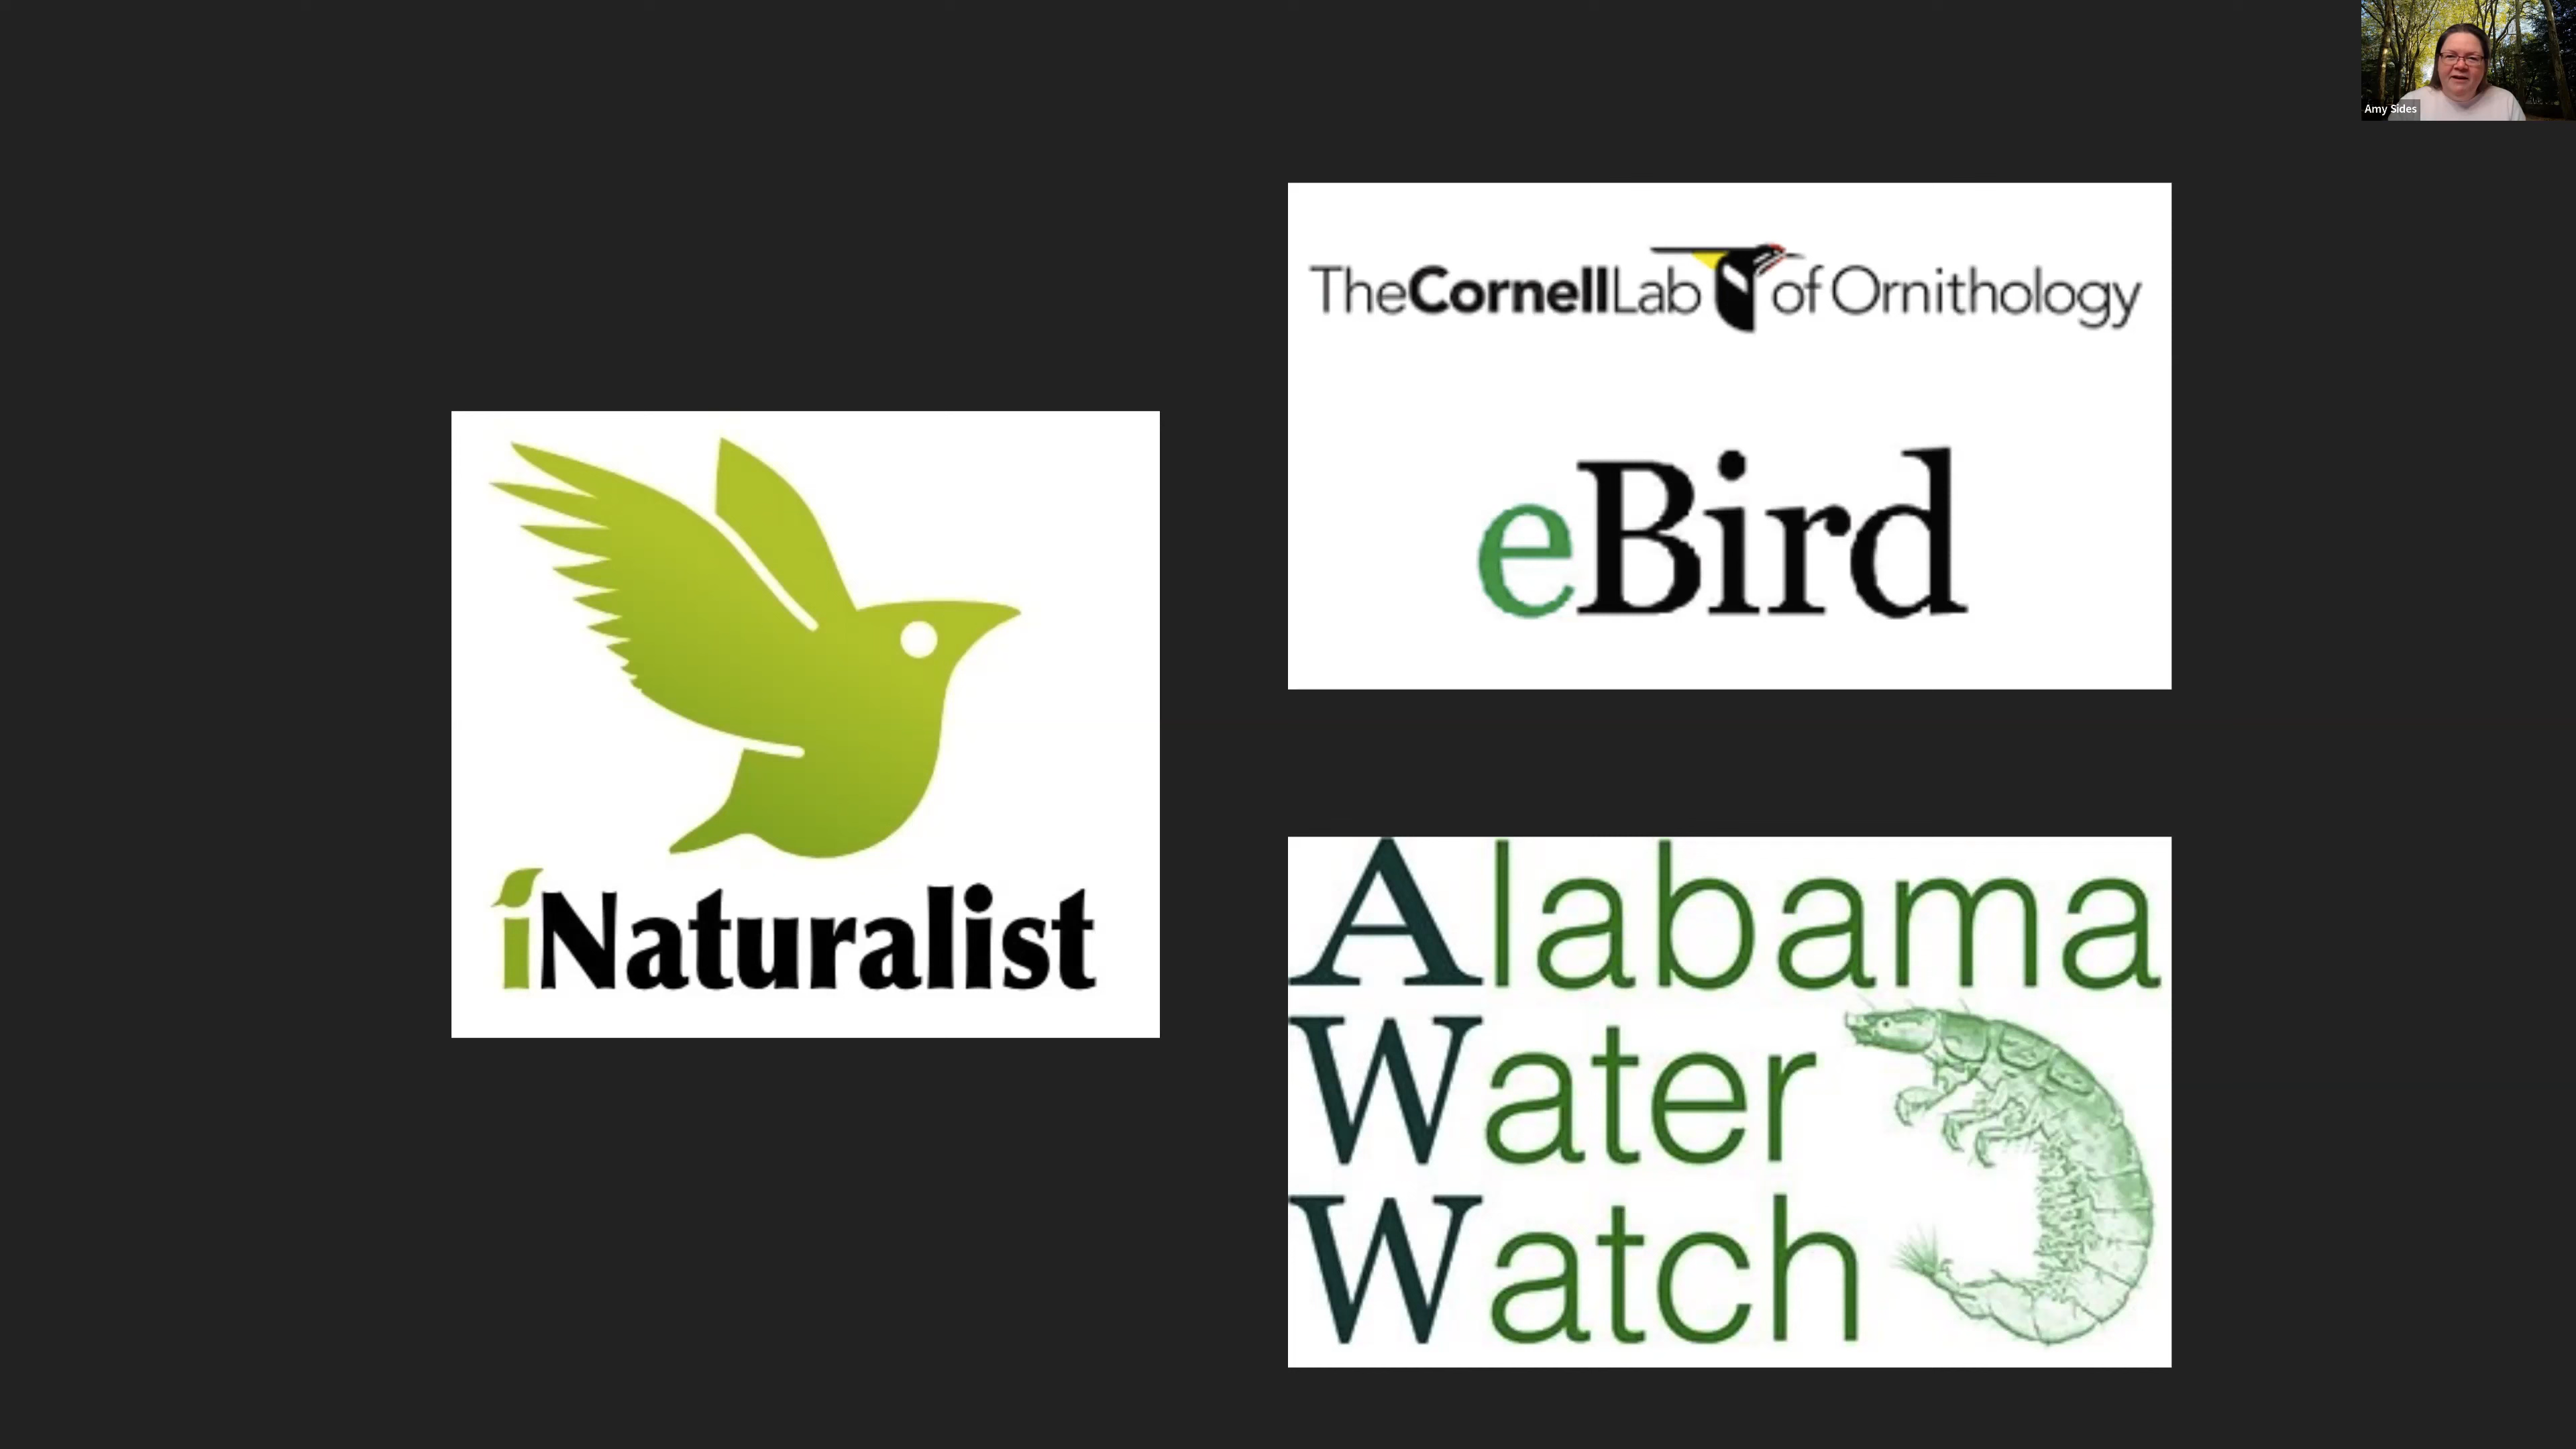 Amy Sides
TheCornellLab of Ornithology
eBird
iNaturalist
Alabama
Water
Watch